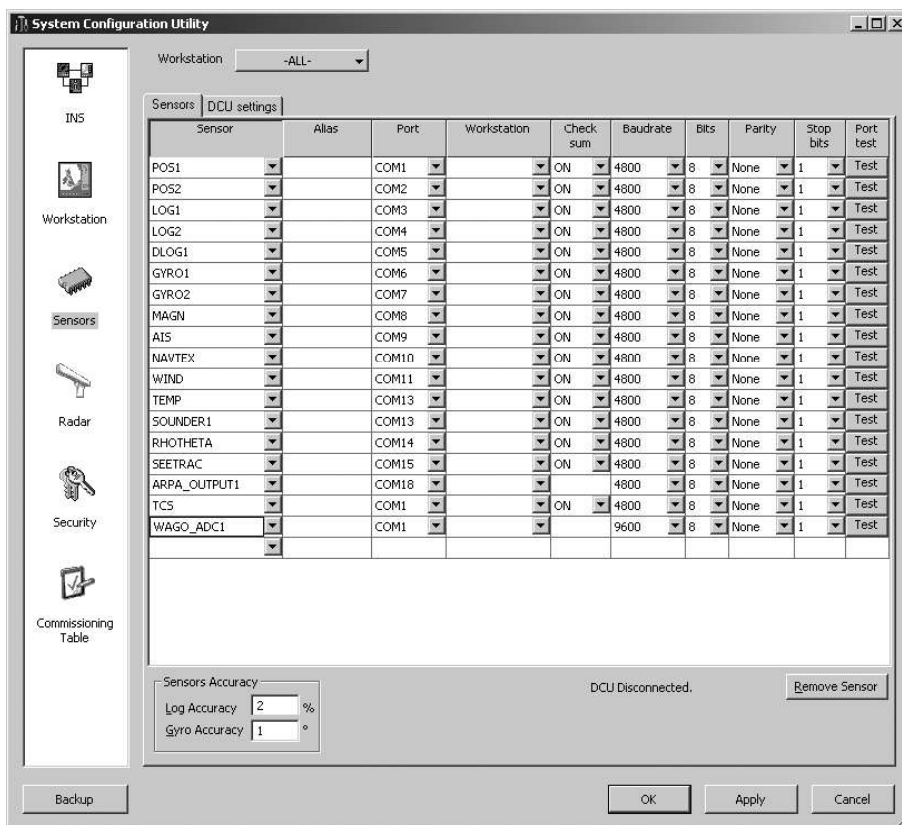 System Configuration Utility
INS
Workstation
Sensors
Radar
Security
Commissioning
Table
Workstation -ALL-
Sensors DCU settings
Sensor Alias Port Workstation Check sum Baudrate Bits Parity Stop bits Port test
POS1 COM1 ON 4800 8 None 1 Test
POS2 COM2 ON 4800 8 None 1 Test
LOG1 COM3 ON 4800 8 None 1 Test
LOG2 COM4 ON 4800 8 None 1 Test
DLOG1 COM5 ON 4800 8 None 1 Test
GYRO1 COM6 ON 4800 8 None 1 Test
GYRO2 COM7 ON 4800 8 None 1 Test
MAGN COM8 ON 4800 8 None 1 Test
AIS COM9 ON 4800 8 None 1 Test
NAVTEX COM10 ON 4800 8 None 1 Test
WIND COM11 ON 4800 8 None 1 Test
TEMP COM13 ON 4800 8 None 1 Test
SOUNDER1 COM13 ON 4800 8 None 1 Test
RHOTHETA COM14 ON 4800 8 None 1 Test
SEETRAC COM15 ON 4800 8 None 1 Test
ARPA_OUTPUT1 COM18 4800 8 None 1 Test
TCS COM1 ON 4800 8 None 1 Test
WAGO_ADC1 COM1 9600 8 None 1 Test
Sensors Accuracy
Log Accuracy 2 %
Gyro Accuracy 1 °
DCU Disconnected.
Remove Sensor
Backup
OK
Apply
Cancel